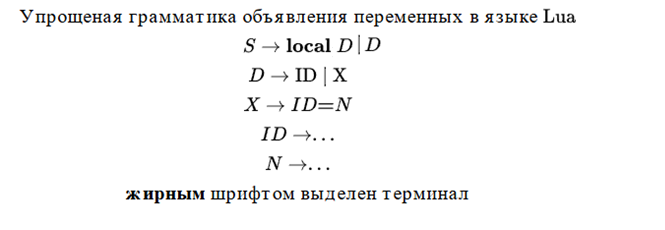 Упрощеная грамматика объявления переменных в языке Lua
S → local D | D
D → ID | X
X → ID=N
ID →...
N →...
жирным шрифтом выделен терминал